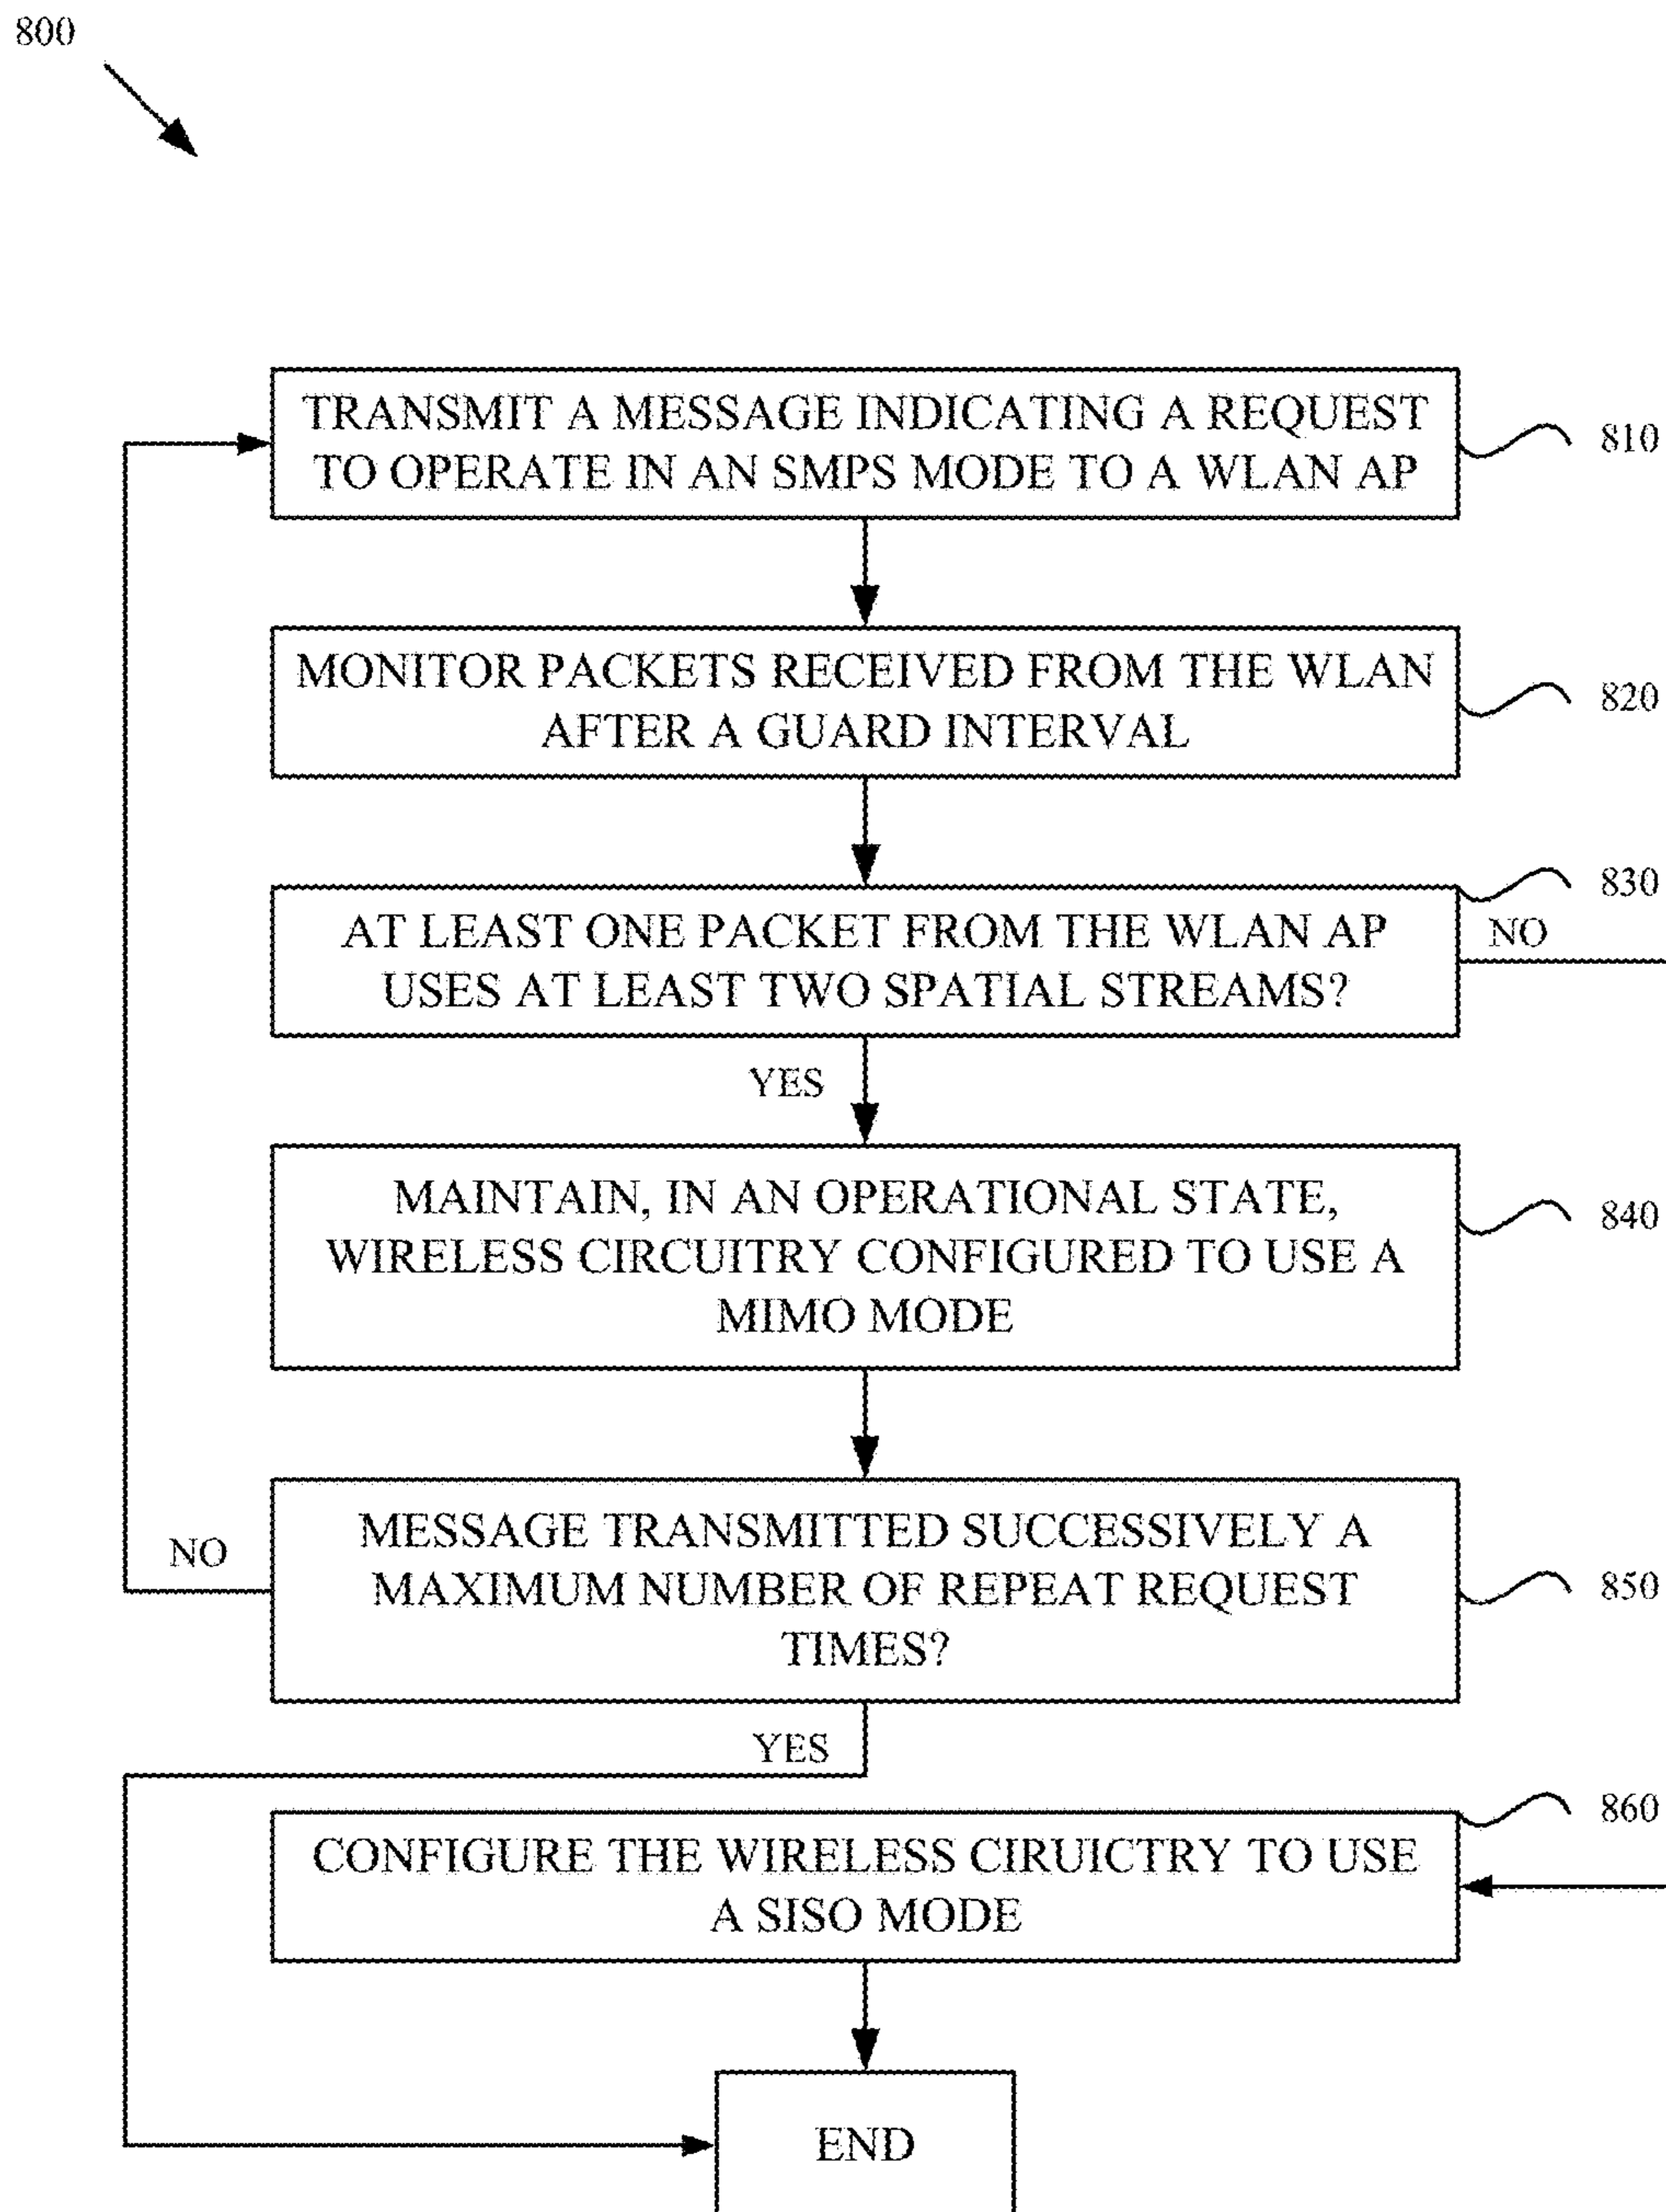 800
TRANSMIT A MESSAGE INDICATING A REQUEST
TO OPERATE IN AN SMPS MODE TO A WLAN AP
810
MONITOR PACKETS RECEIVED FROM THE WLAN
AFTER A GUARD INTERVAL
820
830
AT LEAST ONE PACKET FROM THE WLAN AP
USES AT LEAST TWO SPATIAL STREAMS?
NO
YES
MAINTAIN, IN AN OPERATIONAL STATE,
WIRELESS CIRCUITRY CONFIGURED TO USE A
MIMO MODE
840
MESSAGE TRANSMITTED SUCCESSIVELY A
MAXIMUM NUMBER OF REPEAT REQUEST
TIMES?
850
NO
YES
860
CONFIGURE THE WIRELESS CIRUICTRY TO USE
A SISO MODE
END